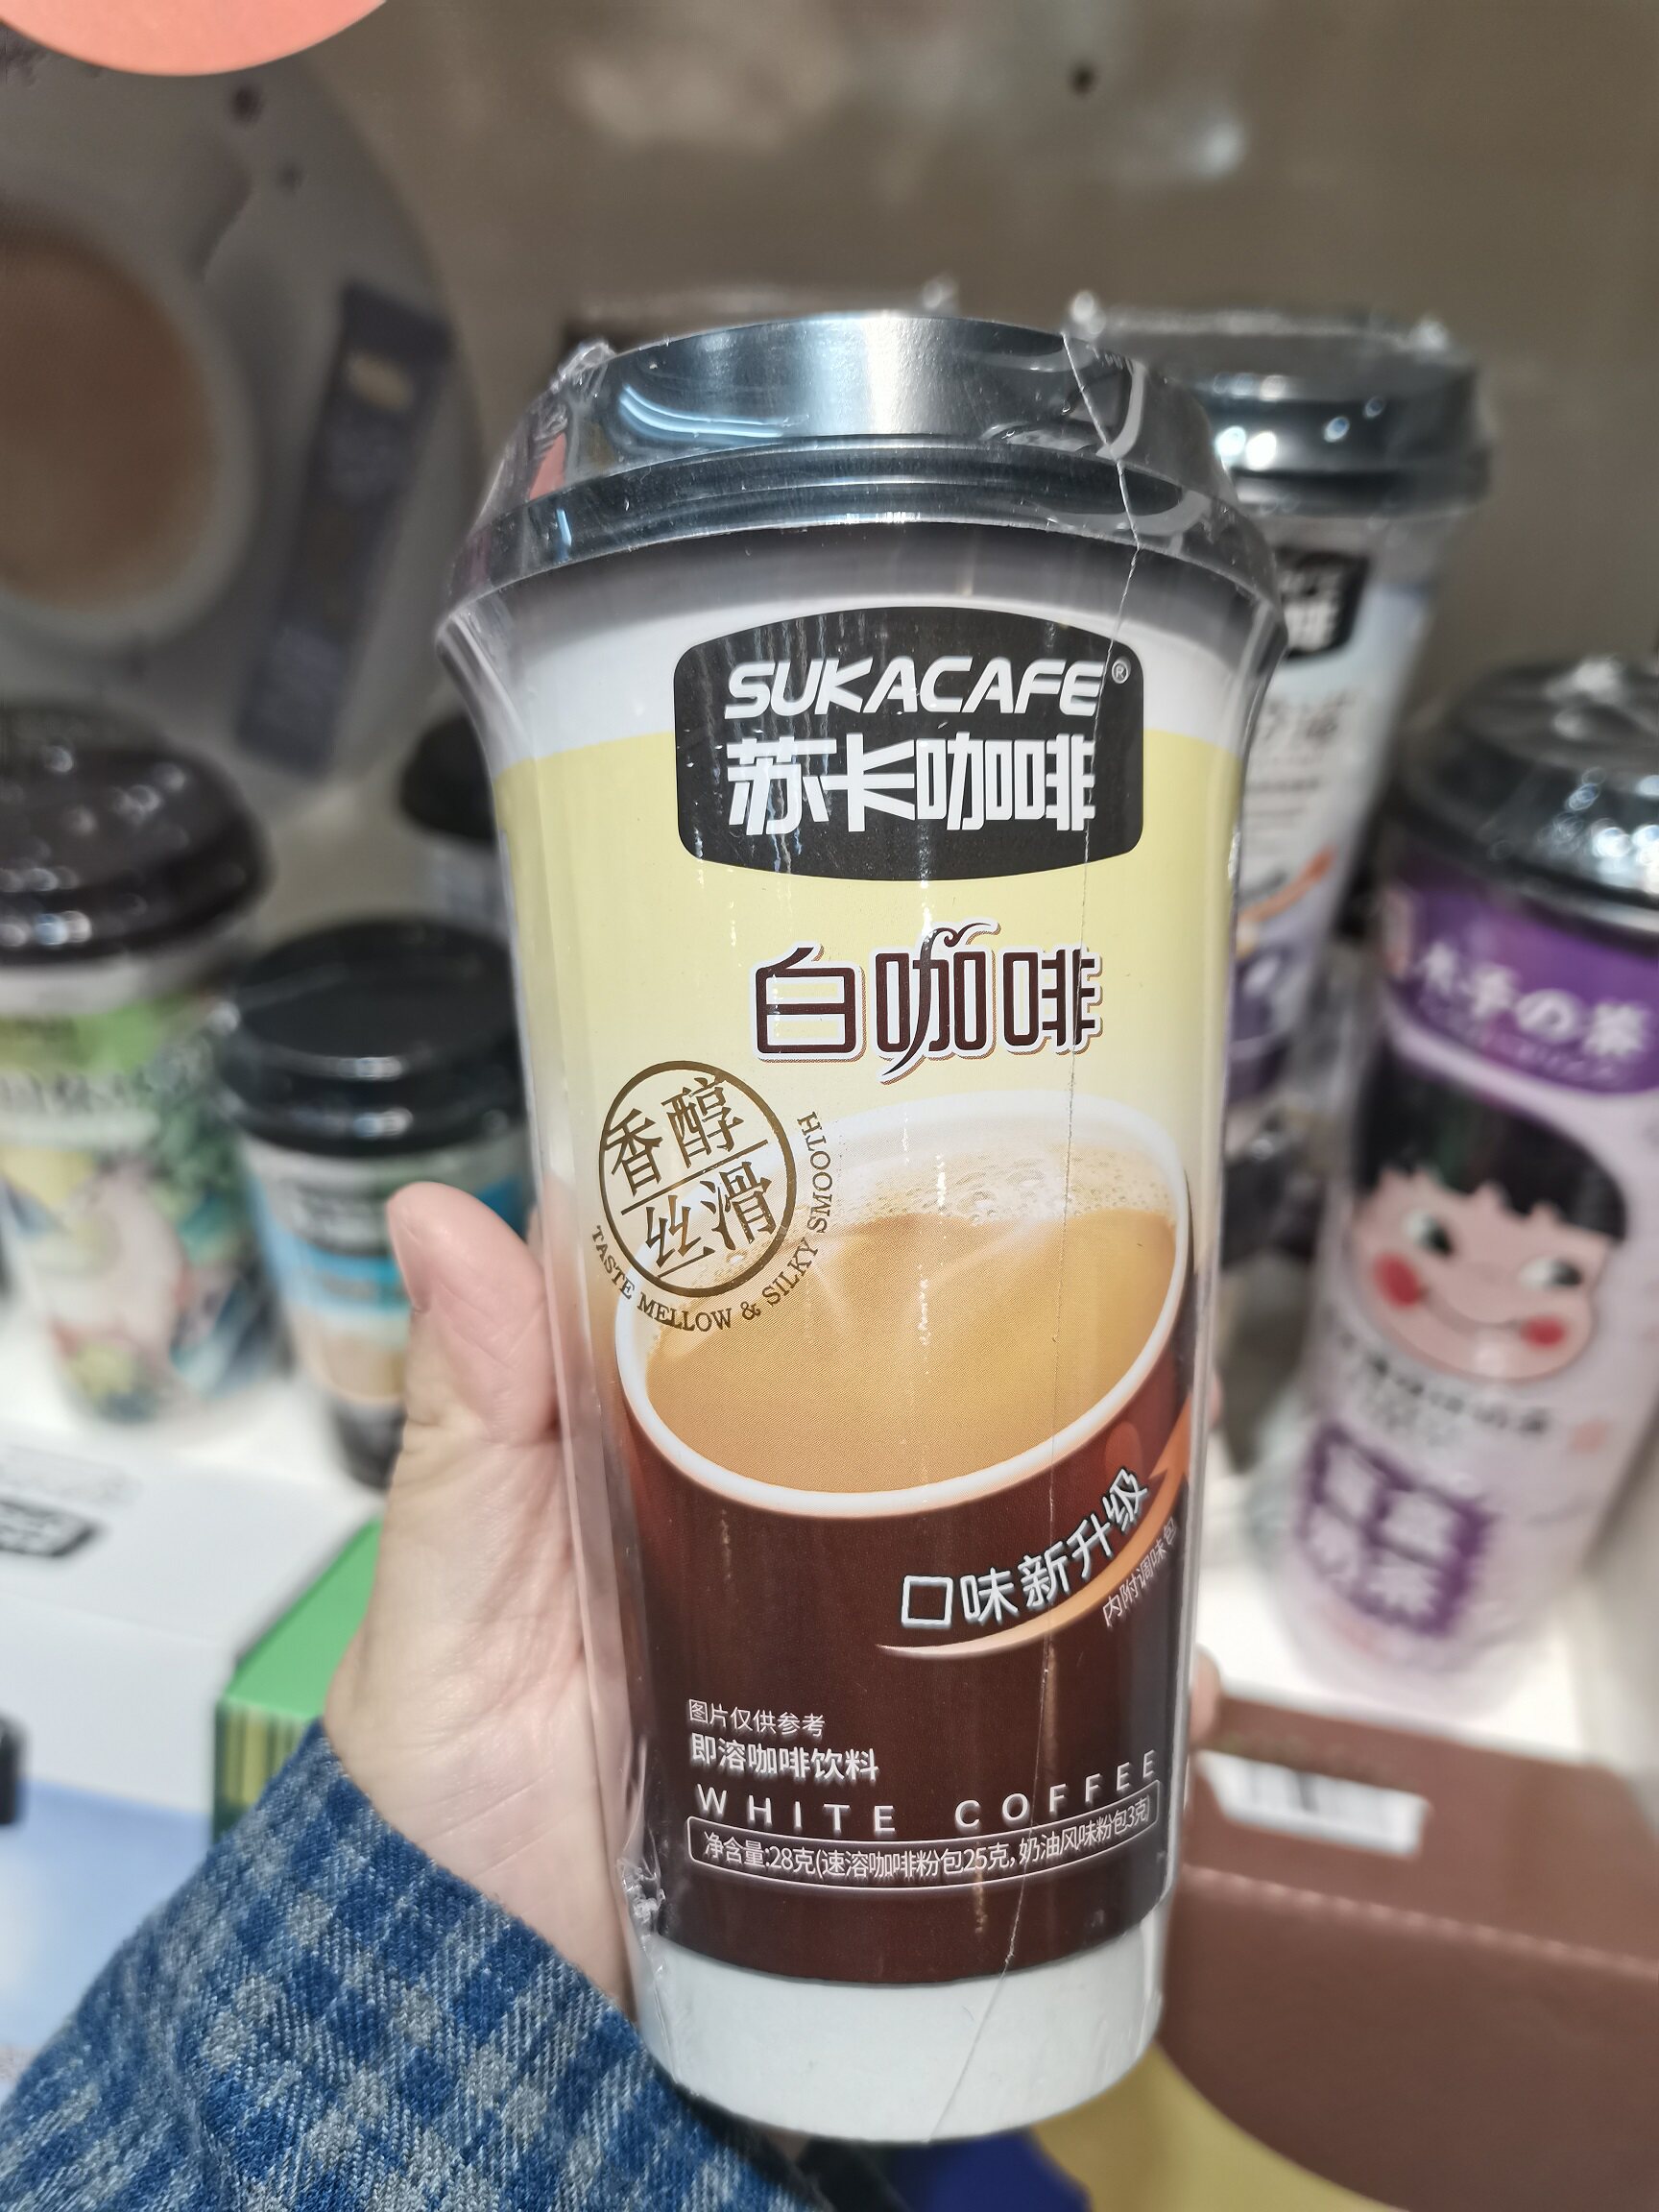 SUKACAFE®
苏卡咖啡
白咖啡
香醇
丝滑
TASTE MELLOW & SILKY SMOOTH
口味新升级
内附调味包
图片仅供参考
即溶咖啡饮料
WHITE COFFEE
净含量:28克(速溶咖啡粉包25克,奶油风味粉包3克)
の茶